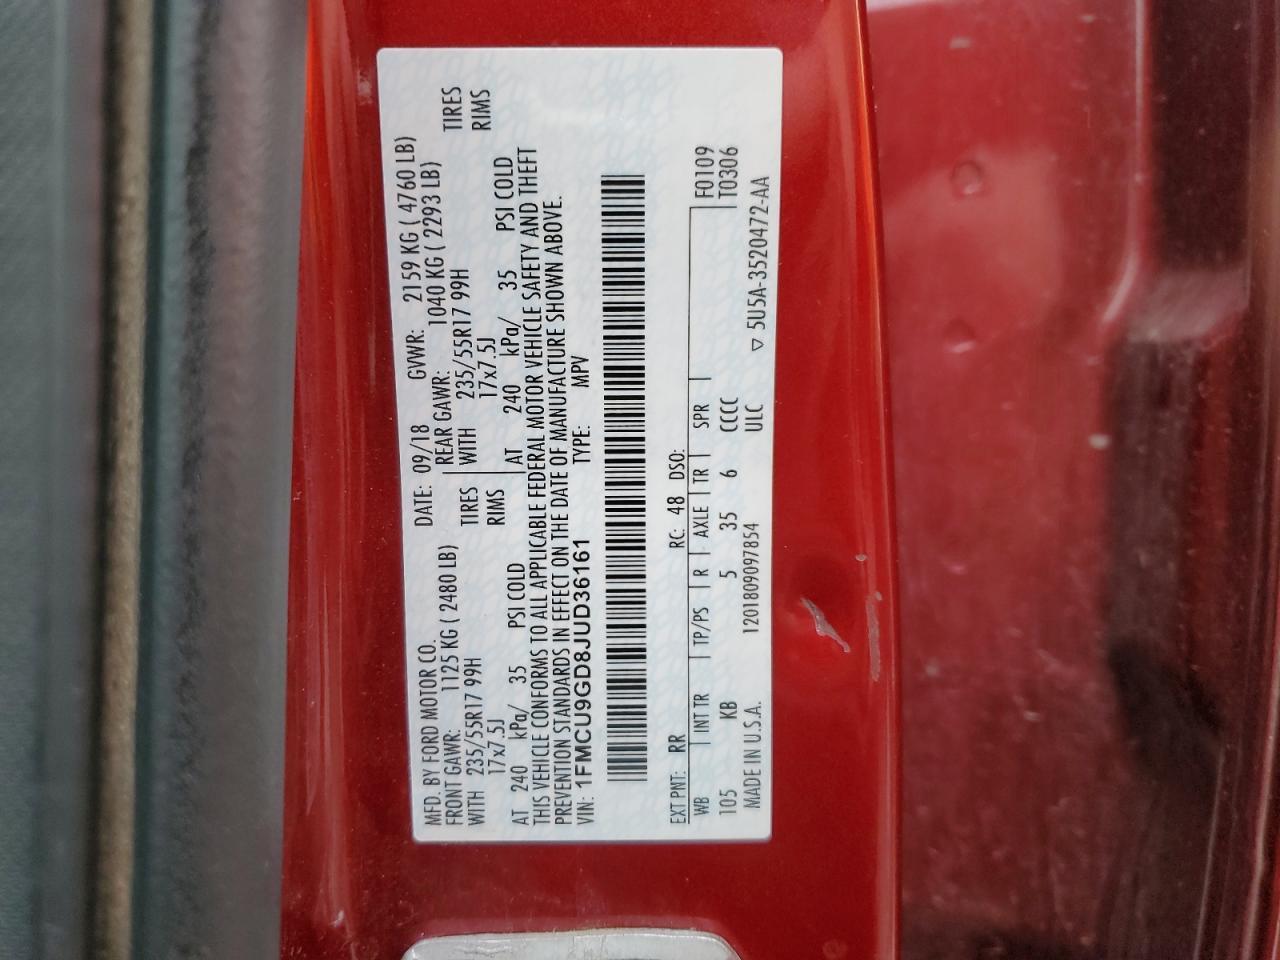 MFD. BY FORD MOTOR CO. DATE: 09/18 GVWR: 2159 KG ( 4760 LB)
FRONT GAWR: 1125 KG ( 2480 LB) REAR GAWR: 1040 KG ( 2293 LB)
WITH 235/55R17 99H TIRES WITH 235/55R17 99H TIRES
17x7.5J RIMS 17x7.5J RIMS
AT 240 kPa/ 35 PSI COLD AT 240 kPa/ 35 PSI COLD
THIS VEHICLE CONFORMS TO ALL APPLICABLE FEDERAL MOTOR VEHICLE SAFETY AND THEFT
PREVENTION STANDARDS IN EFFECT ON THE DATE OF MANUFACTURE SHOWN ABOVE.
VIN: 1FMCU9GD8JUD36161 TYPE: MPV
EXT PNT: RR RC: 48 DSO: F0109
WB INT TR TP/PS R AXLE TR SPR T0306
105 KB 5 35 6 CCCC
MADE IN U.S.A. 1201809097854 ULC ▽ 5U5A-3520472-AA